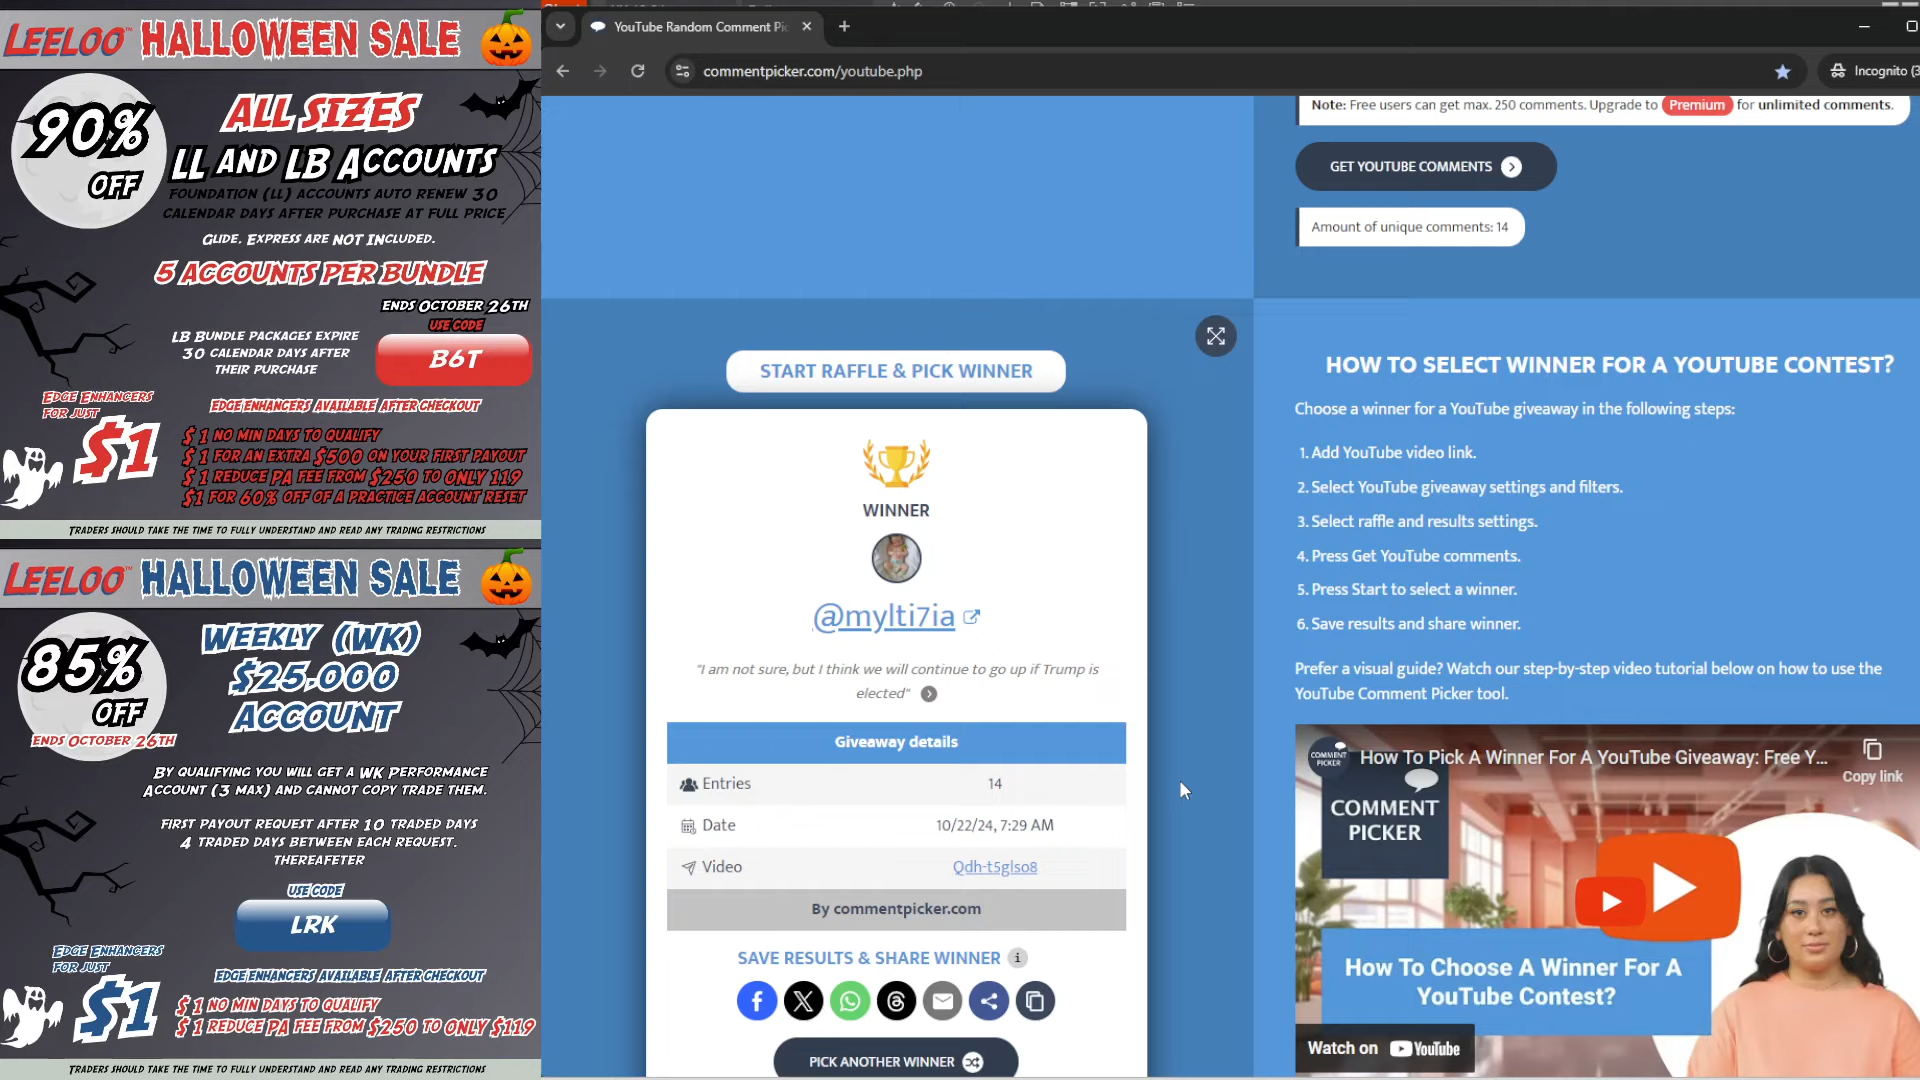 LEELOO™ HALLOWEEN SALE
90%
OFF
ALL SIZES
LL AND LB ACCOUNTS
FOUNDATION (LL) ACCOUNTS AUTO RENEW 30
CALENDAR DAYS AFTER PURCHASE AT FULL PRICE
GLIDE, EXPRESS ARE NOT INCLUDED.
5 ACCOUNTS PER BUNDLE
ENDS OCTOBER 26TH
USE CODE
B6T
LB BUNDLE PACKAGES EXPIRE
30 CALENDAR DAYS AFTER
THEIR PURCHASE
EDGE ENHANCERS
FOR JUST
$1
EDGE ENHANCERS AVAILABLE AFTER CHECKOUT
$ 1 NO MIN DAYS TO QUALIFY
$ 1 FOR AN EXTRA $500 ON YOUR FIRST PAYOUT
$ 1 REDUCE PA FEE FROM $250 TO ONLY 119
$1 FOR 60% OFF OF A PRACTICE ACCOUNT RESET
TRADERS SHOULD TAKE THE TIME TO FULLY UNDERSTAND AND READ ANY TRADING RESTRICTIONS
LEELOO™ HALLOWEEN SALE
85%
OFF
ENDS OCTOBER 26TH
WEEKLY (WK)
$25,000
ACCOUNT
BY QUALIFYING YOU WILL GET A WK PERFORMANCE
ACCOUNT (3 MAX) AND CANNOT COPY TRADE THEM.
FIRST PAYOUT REQUEST AFTER 10 TRADED DAYS
4 TRADED DAYS BETWEEN EACH REQUEST.
THEREAFETER
USE CODE
LRK
EDGE ENHANCERS
FOR JUST
$1
EDGE ENHANCERS AVAILABLE AFTER CHECKOUT
$ 1 NO MIN DAYS TO QUALIFY
$ 1 REDUCE PA FEE FROM $250 TO ONLY $119
TRADERS SHOULD TAKE THE TIME TO FULLY UNDERSTAND AND READ ANY TRADING RESTRICTIONS
YouTube Random Comment Pi
commentpicker.com/youtube.php
Incognito (3
Note: Free users can get max. 250 comments. Upgrade to Premium for unlimited comments.
GET YOUTUBE COMMENTS
Amount of unique comments: 14
START RAFFLE & PICK WINNER
WINNER
@mylti7ia
"I am not sure, but I think we will continue to go up if Trump is
elected"
Giveaway details
Entries 14
Date 10/22/24, 7:29 AM
Video Qdh-t5glso8
By commentpicker.com
SAVE RESULTS & SHARE WINNER i
PICK ANOTHER WINNER
HOW TO SELECT WINNER FOR A YOUTUBE CONTEST?
Choose a winner for a YouTube giveaway in the following steps:
1. Add YouTube video link.
2. Select YouTube giveaway settings and filters.
3. Select raffle and results settings.
4. Press Get YouTube comments.
5. Press Start to select a winner.
6. Save results and share winner.
Prefer a visual guide? Watch our step-by-step video tutorial below on how to use the
YouTube Comment Picker tool.
COMMENT
PICKER
How To Pick A Winner For A YouTube Giveaway: Free Y...
Copy link
COMMENT
PICKER
How To Choose A Winner For A
YouTube Contest?
Watch on YouTube